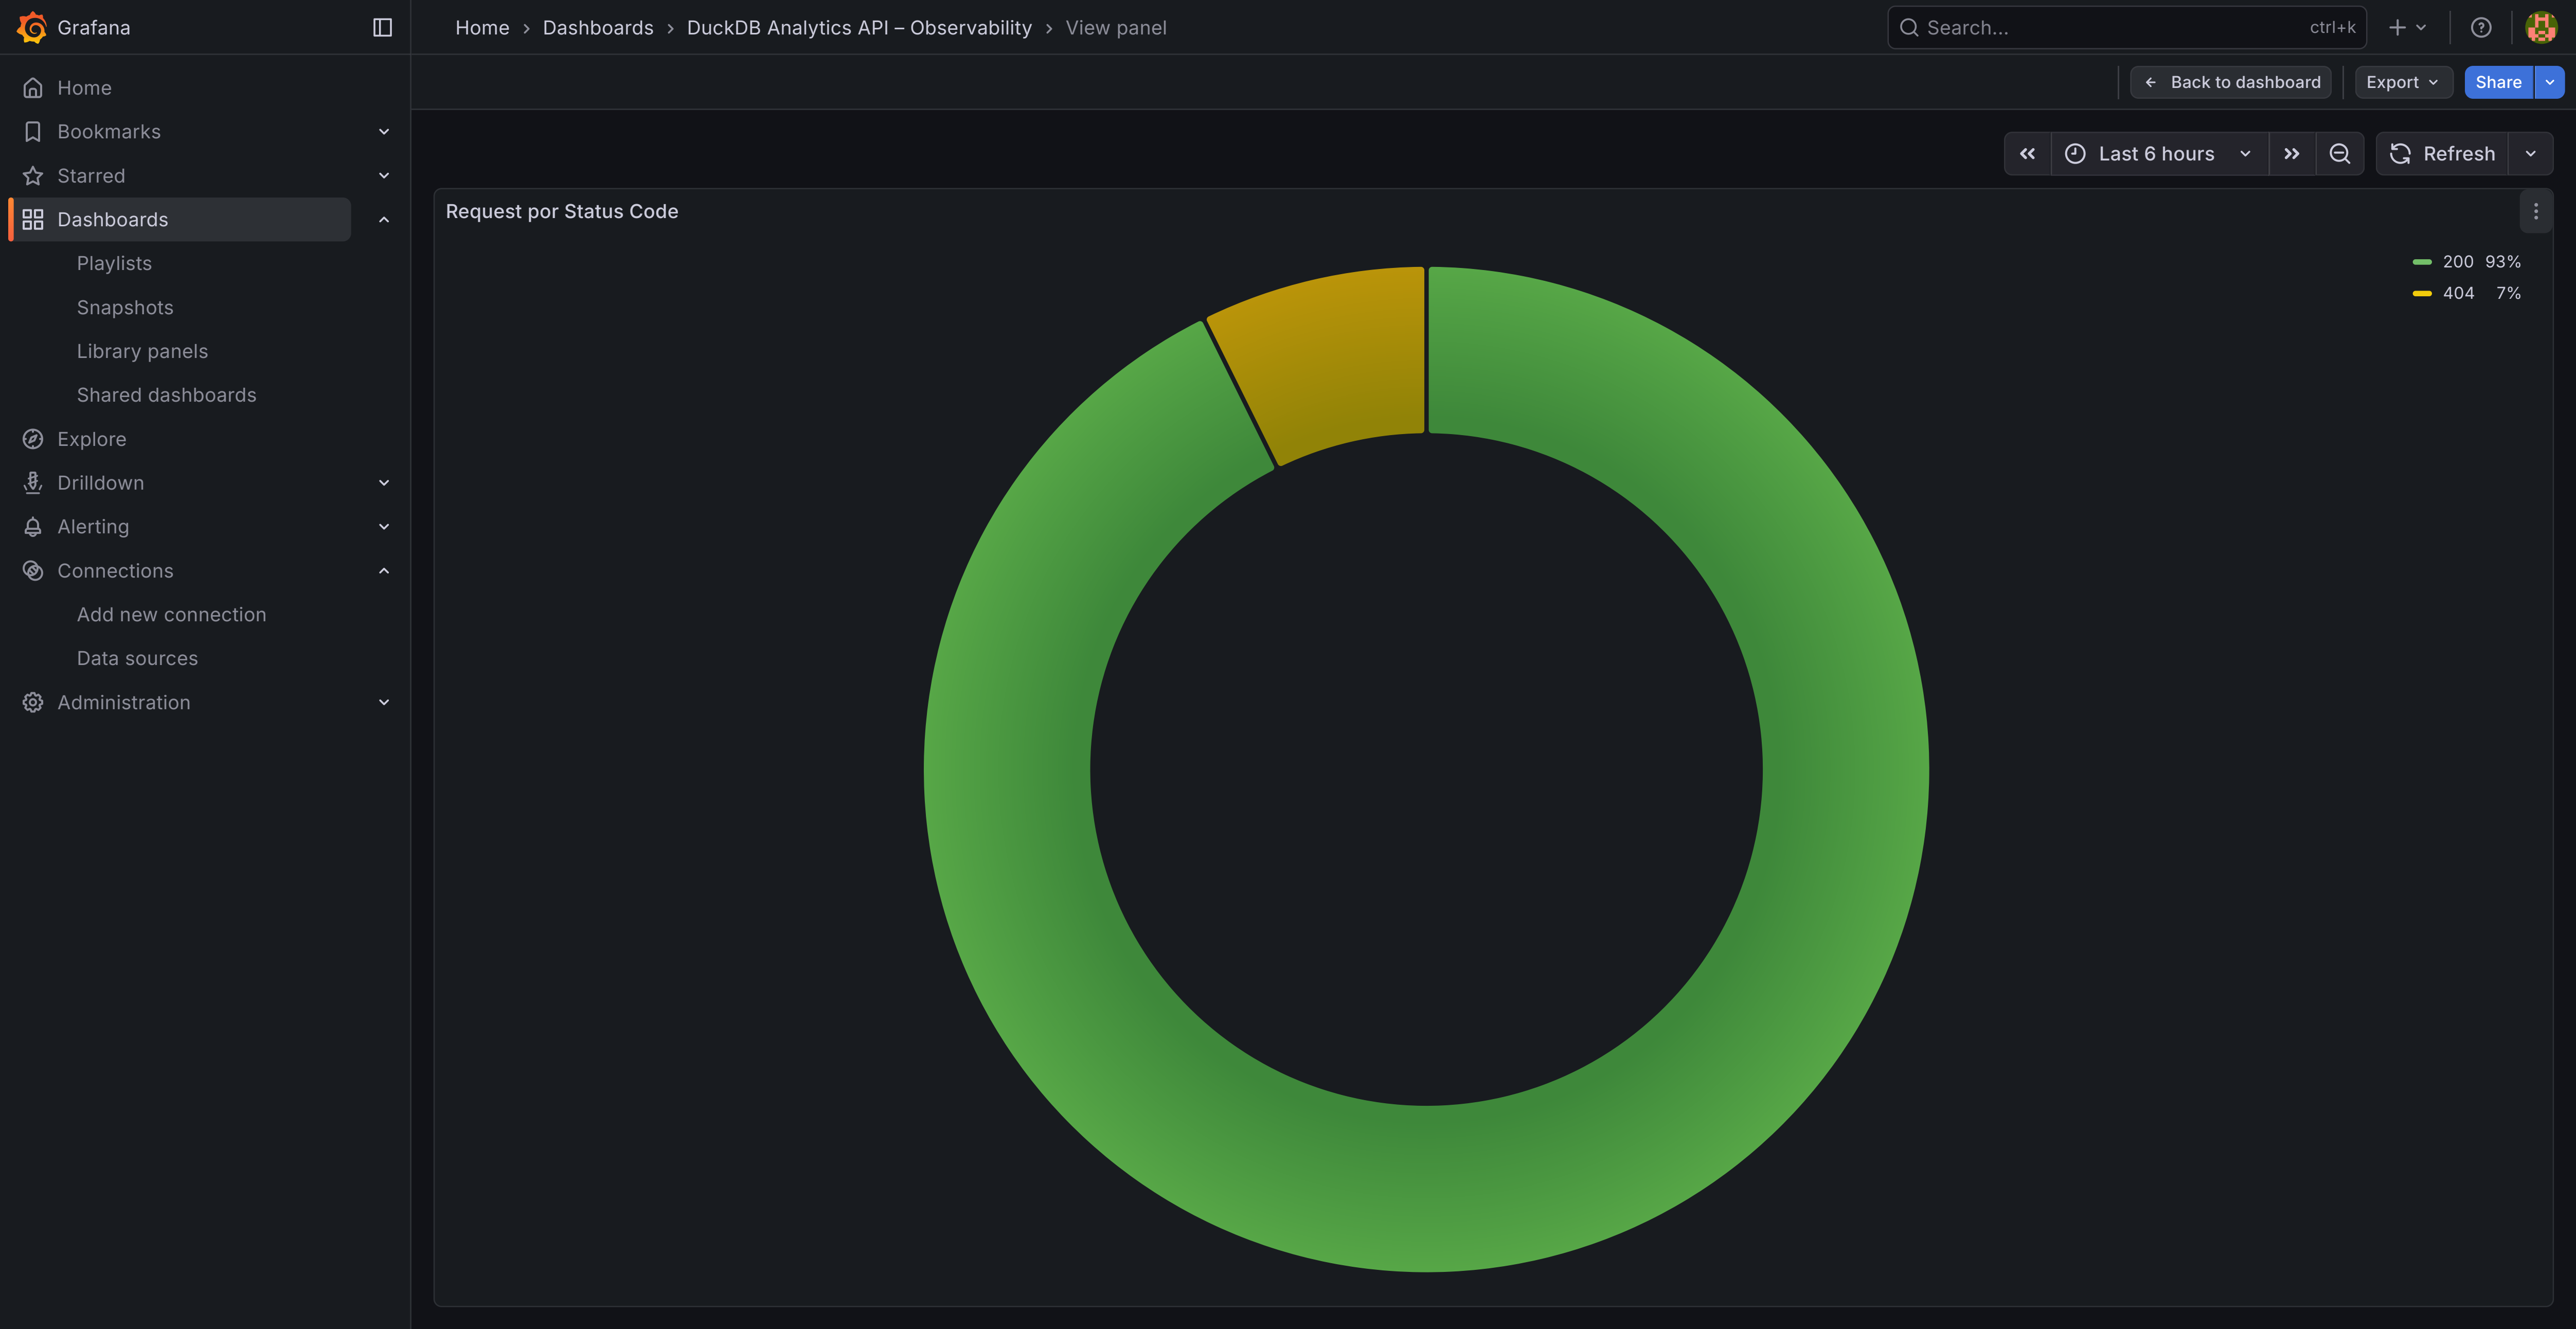 Grafana
Home › Dashboards › DuckDB Analytics API – Observability › View panel
Search...
ctrl+k
Back to dashboard
Export
Share
Last 6 hours
Refresh
Home
Bookmarks
Starred
Dashboards
Playlists
Snapshots
Library panels
Shared dashboards
Explore
Drilldown
Alerting
Connections
Add new connection
Data sources
Administration
Request por Status Code
200 93%
404 7%